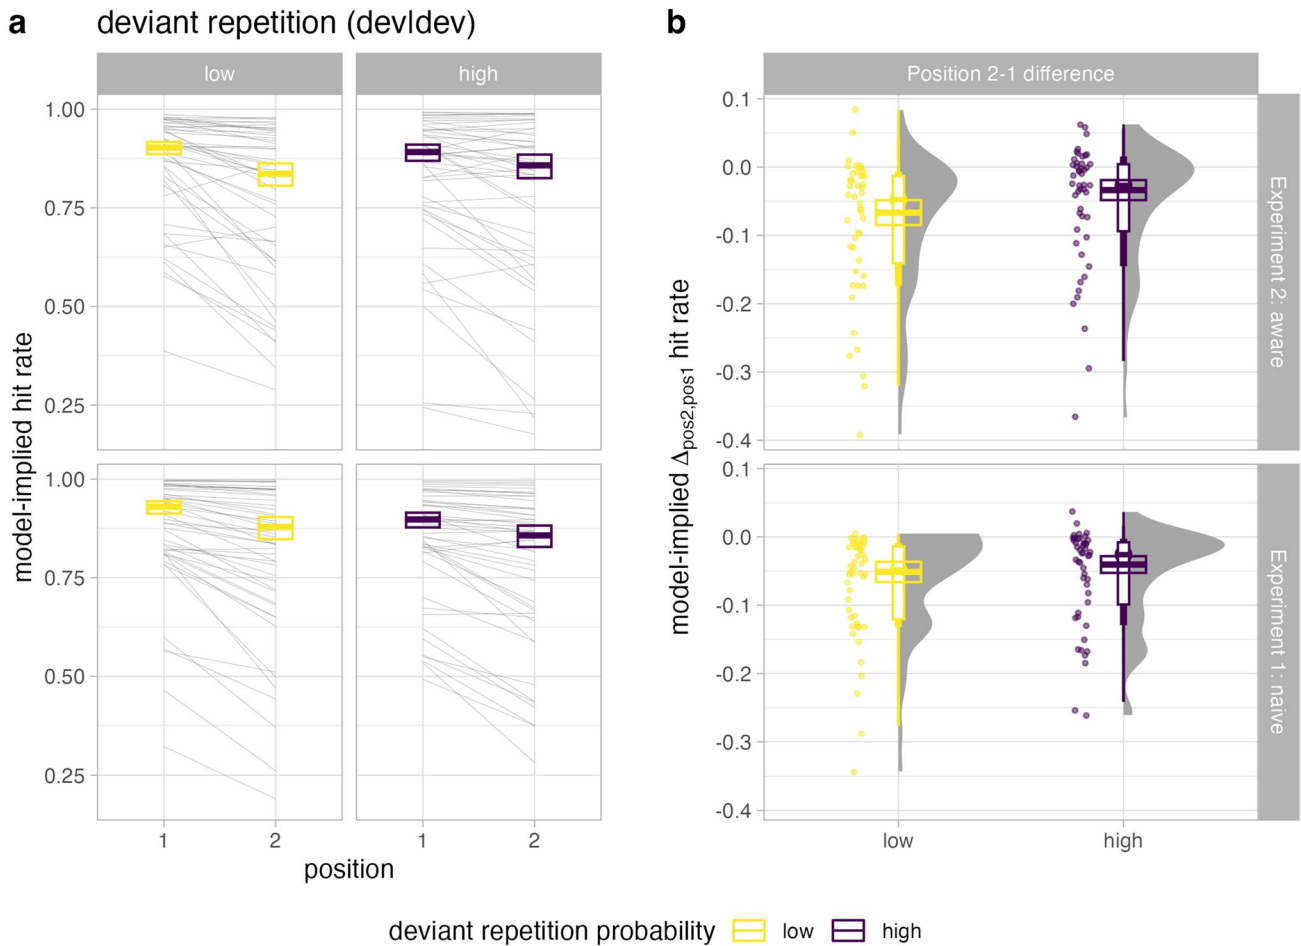 a
deviant repetition (dev|dev)
b
low
high
Position 2-1 difference
model-implied hit rate
1.00
0.75
0.50
0.25
1.00
0.75
0.50
0.25
1
2
1
2
position
model-implied Δpos2,pos1 hit rate
0.1
0.0
-0.1
-0.2
-0.3
-0.4
Experiment 2: aware
0.1
0.0
-0.1
-0.2
-0.3
-0.4
Experiment 1: naive
low
high
deviant repetition probability low high